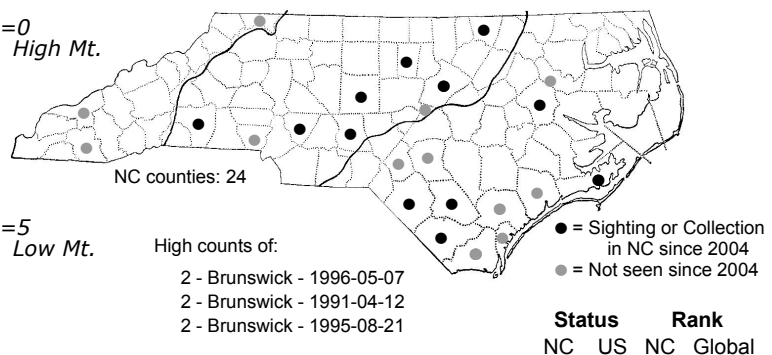 =0
High Mt.
NC counties: 24
=5
Low Mt.
High counts of:
2 - Brunswick - 1996-05-07
2 - Brunswick - 1991-04-12
2 - Brunswick - 1995-08-21
● = Sighting or Collection
in NC since 2004
● = Not seen since 2004
Status Rank
NC US NC Global